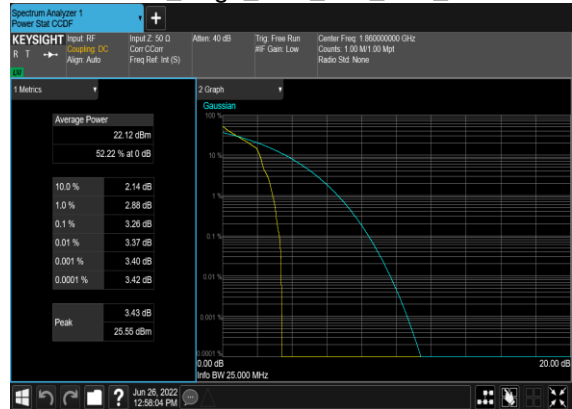 Spectrum Analyzer 1
Power Stat CCDF
KEYSIGHT
R T
LW
Input: RF
Coupling: DC
Align: Auto
Input Z: 50 Ω
Corr CCorr
Freq Ref: Int (S)
Atten: 40 dB
Trig: Free Run
#IF Gain: Low
Center Freq: 1.860000000 GHz
Counts: 1.00 M/1.00 Mpt
Radio Std: None
1 Metrics
Average Power
22.12 dBm
52.22 % at 0 dB
10.0 % 2.14 dB
1.0 % 2.88 dB
0.1 % 3.26 dB
0.01 % 3.37 dB
0.001 % 3.40 dB
0.0001 % 3.42 dB
Peak
3.43 dB
25.55 dBm
2 Graph
Gaussian
100 %
10 %
1 %
0.1 %
0.01 %
0.001 %
0.0001 %
0.00 dB 20.00 dB
Info BW 25.000 MHz
Jun 26, 2022
12:58:04 PM